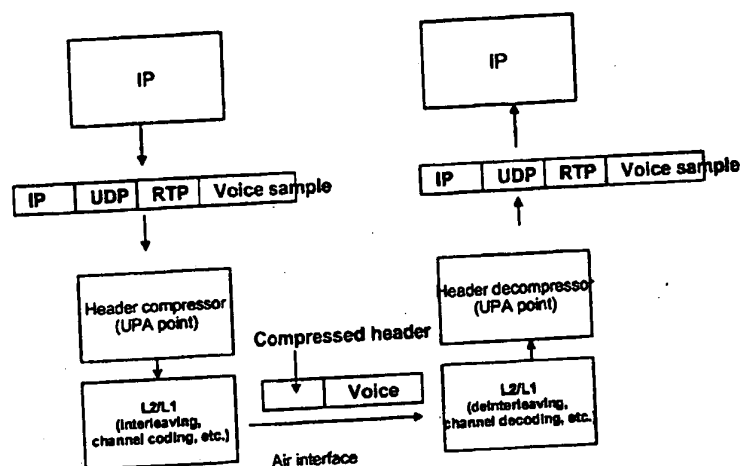 IP
IP UDP RTP Voice sample
Header compressor
(UPA point)
L2/L1
(interleaving,
channel coding, etc.)
Compressed header
Voice
Air interface
IP
IP UDP RTP Voice sample
Header decompressor
(UPA point)
L2/L1
(deinterleaving,
channel decoding, etc.)